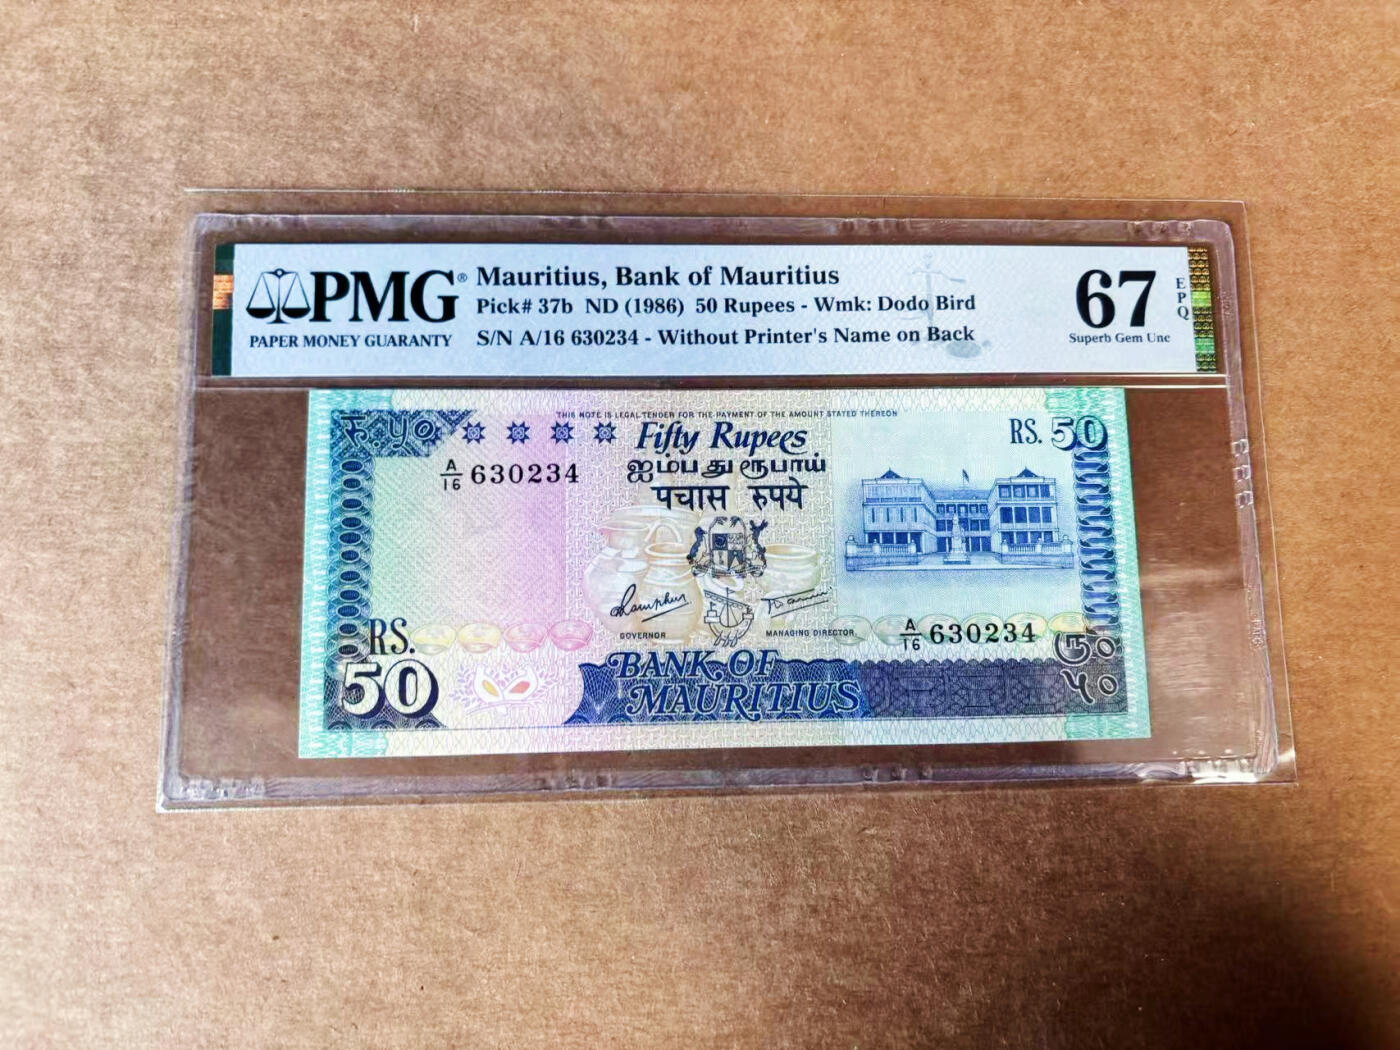 PMG®
PAPER MONEY GUARANTY
Mauritius, Bank of Mauritius
Pick# 37b ND (1986) 50 Rupees - Wmk: Dodo Bird
S/N A/16 630234 - Without Printer's Name on Back
67
Superb Gem Unc
EPQ
THIS NOTE IS LEGAL TENDER FOR THE PAYMENT OF THE AMOUNT STATED THEREON
रु. ५०
Fifty Rupees
RS. 50
A/16 630234
ஐம்பது ரூபாய்
पचास रुपये
GOVERNOR
MANAGING DIRECTOR
A/16 630234
RS.
50
BANK OF
MAURITIUS
௫௦
५०